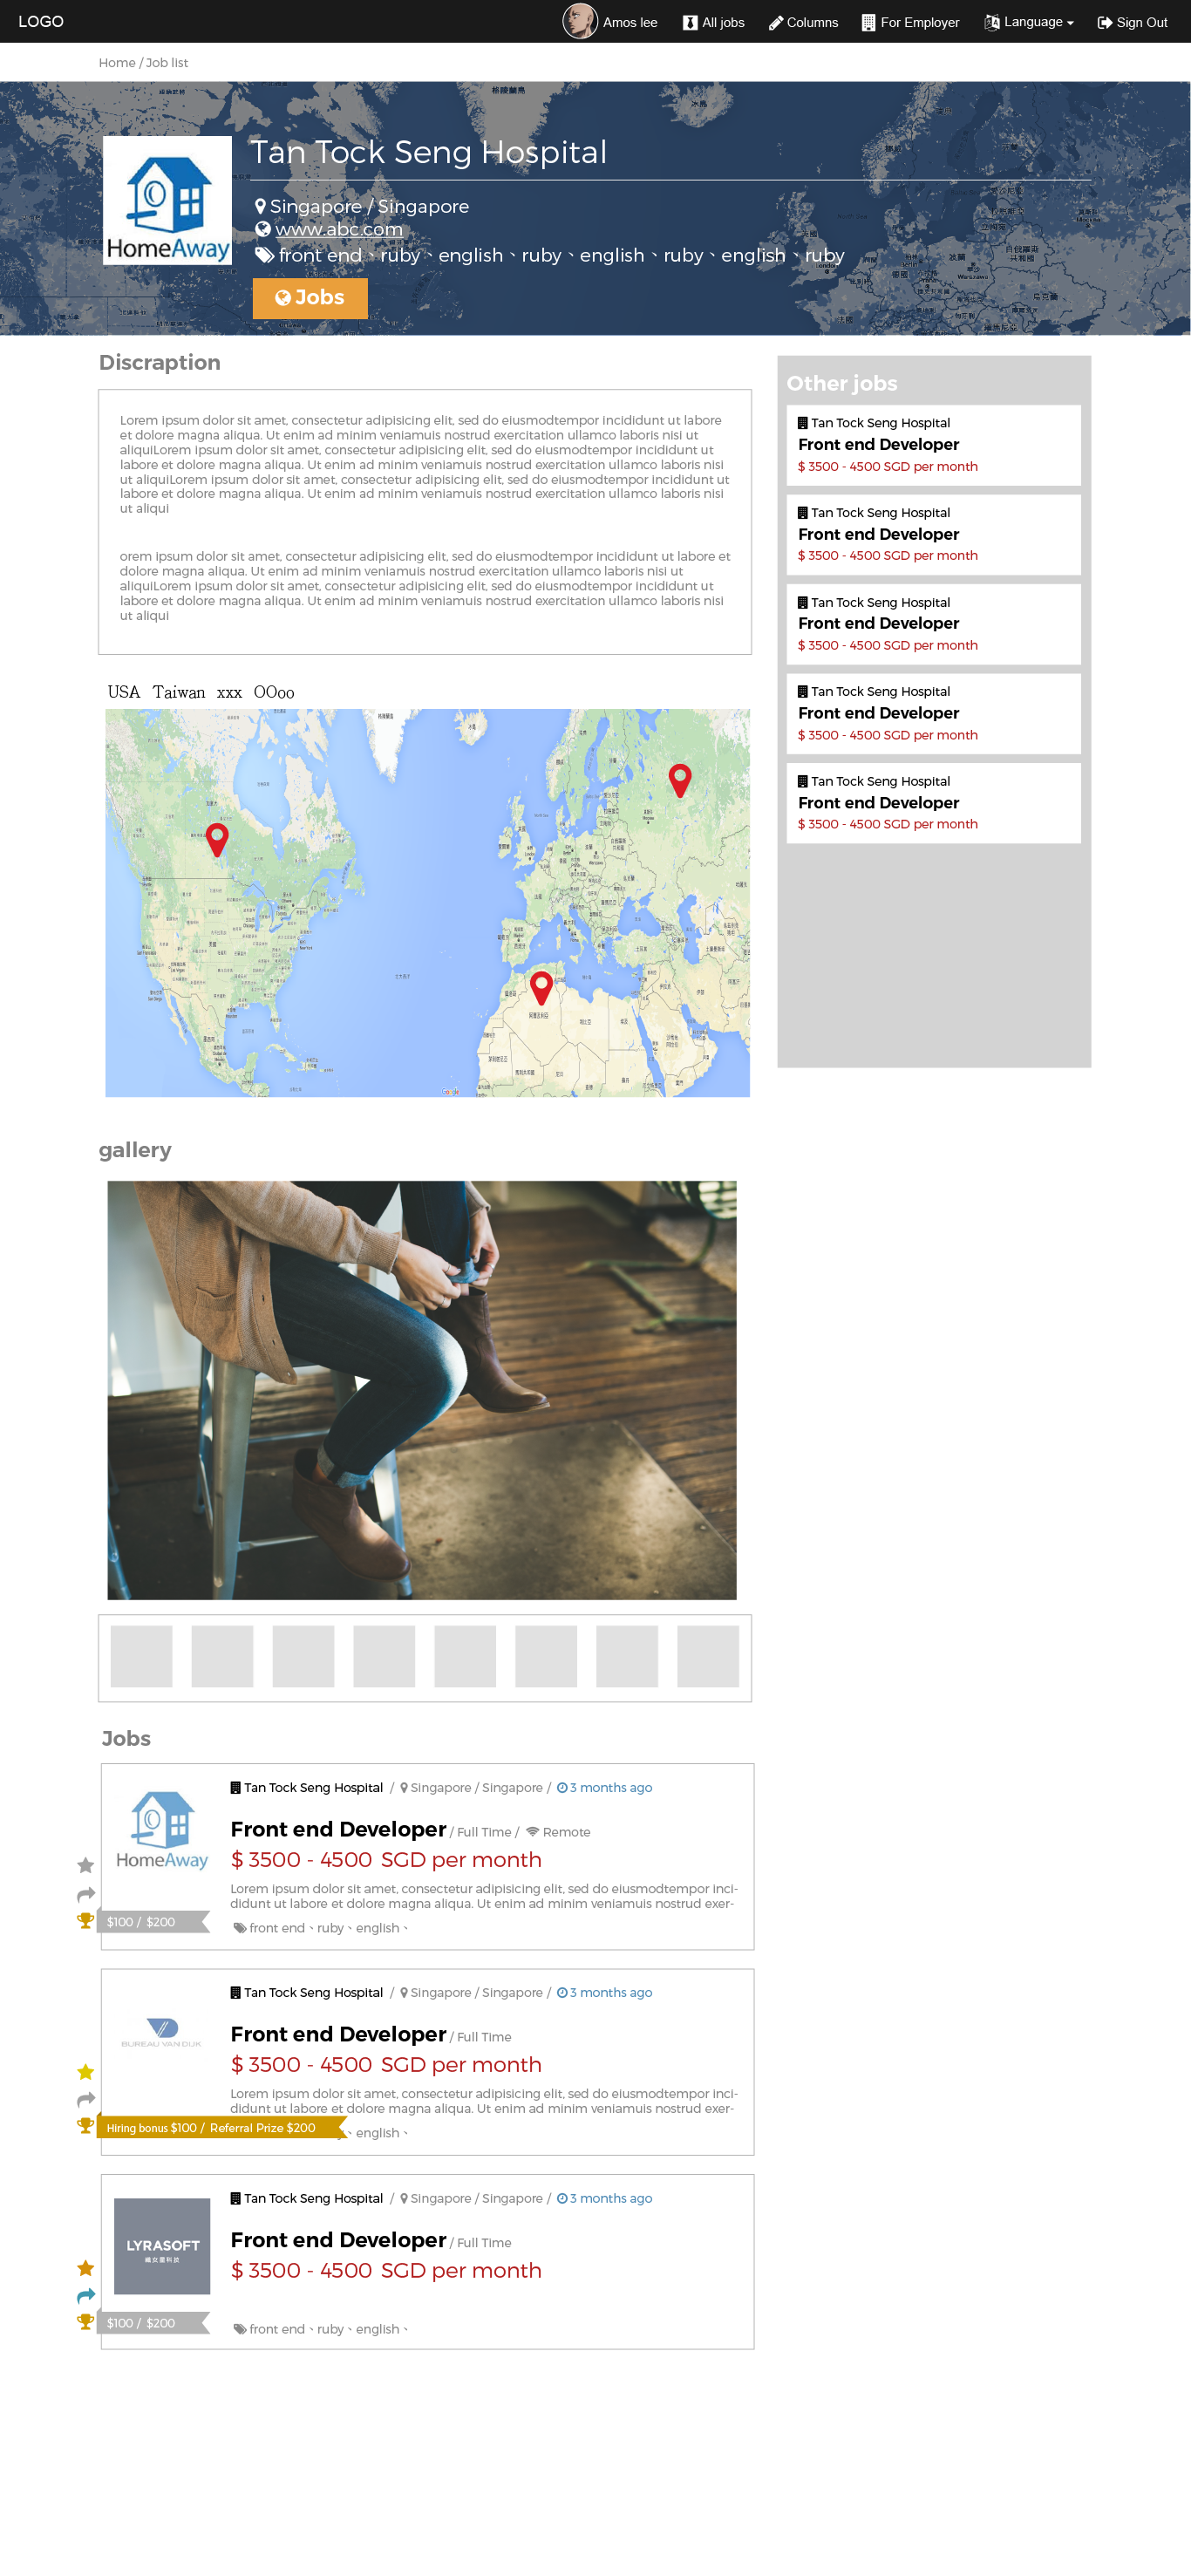 LOGO
Amos lee
All jobs
Columns
For Employer
Language
Sign Out
Home / Job list
Tan Tock Seng Hospital
Singapore / Singapore
www.abc.com
front end、ruby、english、ruby、english、ruby、english、ruby
HomeAway
Jobs
Discraption
Lorem ipsum dolor sit amet, consectetur adipisicing elit, sed do eiusmodtempor incididunt ut labore
et dolore magna aliqua. Ut enim ad minim veniamuis nostrud exercitation ullamco laboris nisi ut
aliquiLorem ipsum dolor sit amet, consectetur adipisicing elit, sed do eiusmodtempor incididunt ut
labore et dolore magna aliqua. Ut enim ad minim veniamuis nostrud exercitation ullamco laboris nisi
ut aliquiLorem ipsum dolor sit amet, consectetur adipisicing elit, sed do eiusmodtempor incididunt ut
labore et dolore magna aliqua. Ut enim ad minim veniamuis nostrud exercitation ullamco laboris nisi
ut aliqui
orem ipsum dolor sit amet, consectetur adipisicing elit, sed do eiusmodtempor incididunt ut labore et
dolore magna aliqua. Ut enim ad minim veniamuis nostrud exercitation ullamco laboris nisi ut
aliquiLorem ipsum dolor sit amet, consectetur adipisicing elit, sed do eiusmodtempor incididunt ut
labore et dolore magna aliqua. Ut enim ad minim veniamuis nostrud exercitation ullamco laboris nisi
ut aliqui
USA Taiwan xxx OOoo
Google
Other jobs
Tan Tock Seng Hospital
Front end Developer
$ 3500 - 4500 SGD per month
Tan Tock Seng Hospital
Front end Developer
$ 3500 - 4500 SGD per month
Tan Tock Seng Hospital
Front end Developer
$ 3500 - 4500 SGD per month
Tan Tock Seng Hospital
Front end Developer
$ 3500 - 4500 SGD per month
Tan Tock Seng Hospital
Front end Developer
$ 3500 - 4500 SGD per month
gallery
Jobs
Tan Tock Seng Hospital / Singapore / Singapore / 3 months ago
HomeAway
Front end Developer / Full Time / Remote
$ 3500 - 4500 SGD per month
Lorem ipsum dolor sit amet, consectetur adipisicing elit, sed do eiusmodtempor inci-
didunt ut labore et dolore magna aliqua. Ut enim ad minim veniamuis nostrud exer-
$100 / $200
front end、ruby、english、
Tan Tock Seng Hospital / Singapore / Singapore / 3 months ago
BUREAU VAN DIJK
Front end Developer / Full Time
$ 3500 - 4500 SGD per month
Lorem ipsum dolor sit amet, consectetur adipisicing elit, sed do eiusmodtempor inci-
didunt ut labore et dolore magna aliqua. Ut enim ad minim veniamuis nostrud exer-
Hiring bonus $100 / Referral Prize $200
、english、
Tan Tock Seng Hospital / Singapore / Singapore / 3 months ago
LYRASOFT
Front end Developer / Full Time
$ 3500 - 4500 SGD per month
$100 / $200
front end、ruby、english、